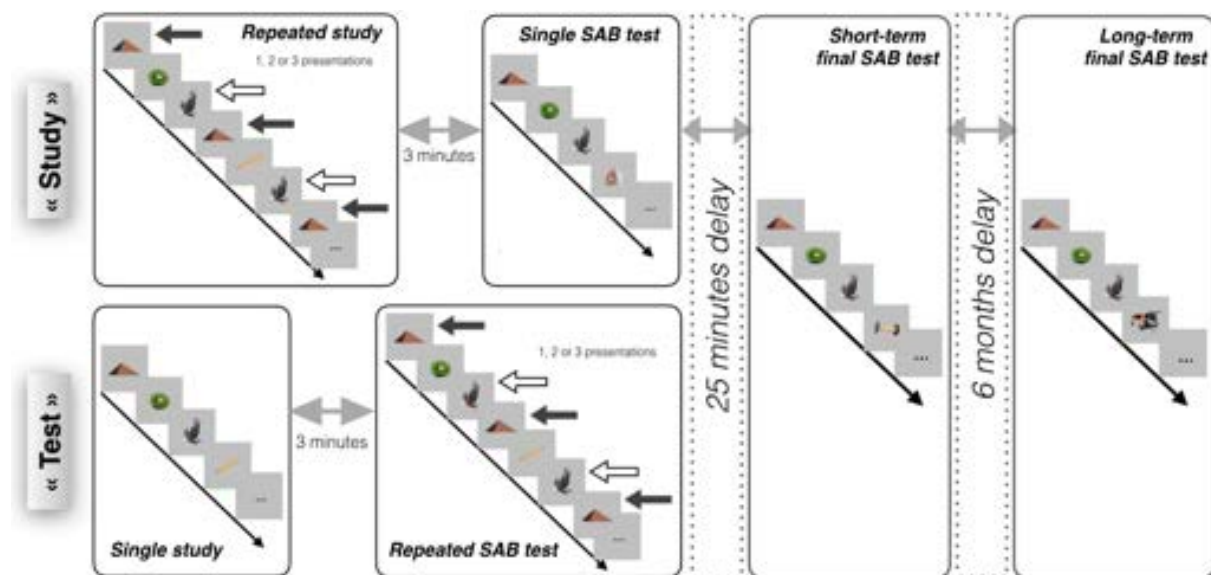 « Study »
Repeated study
1, 2 or 3 presentations
...
3 minutes
Single SAB test
...
25 minutes delay
Short-term
final SAB test
...
6 months delay
Long-term
final SAB test
...
« Test »
Single study
...
3 minutes
1, 2 or 3 presentations
...
Repeated SAB test